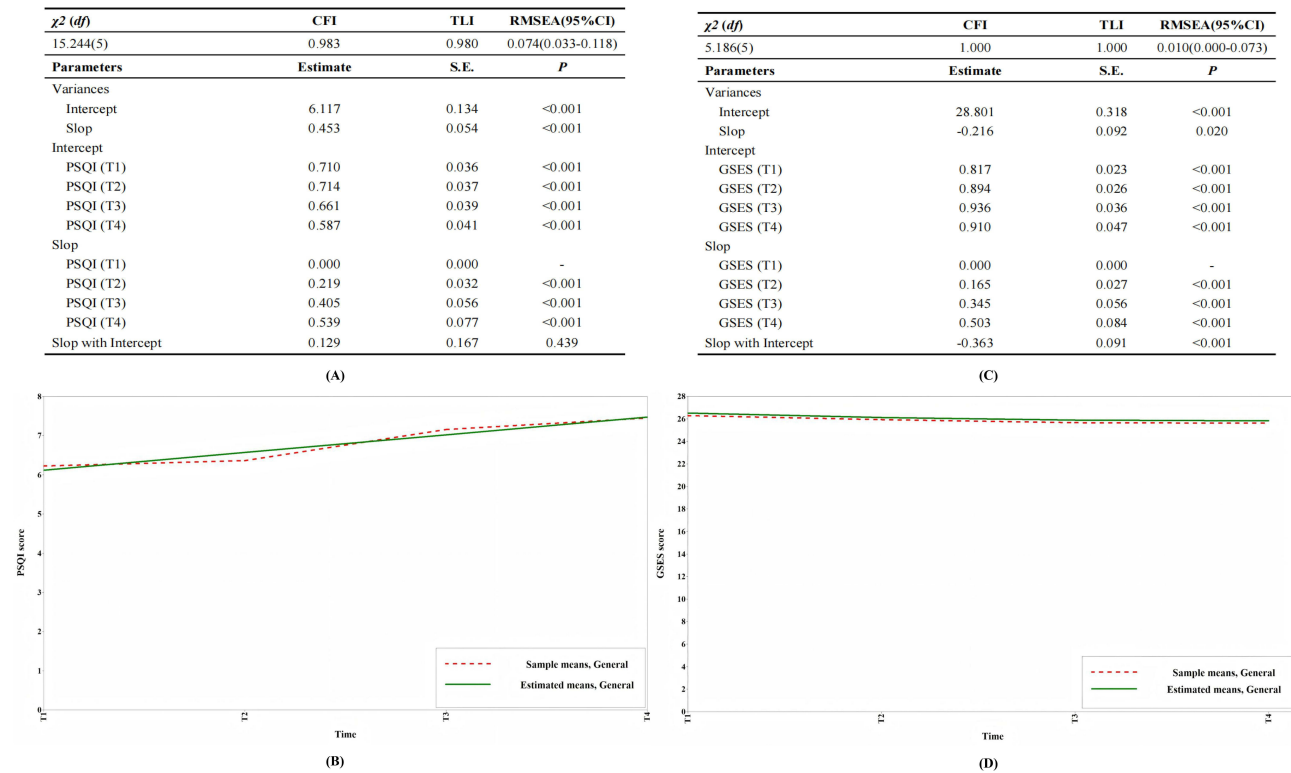 χ2 (df) CFI TLI RMSEA(95%CI)
15.244(5) 0.983 0.980 0.074(0.033-0.118)
Parameters Estimate S.E. P
Variances
Intercept 6.117 0.134 <0.001
Slop 0.453 0.054 <0.001
Intercept
PSQI (T1) 0.710 0.036 <0.001
PSQI (T2) 0.714 0.037 <0.001
PSQI (T3) 0.661 0.039 <0.001
PSQI (T4) 0.587 0.041 <0.001
Slop
PSQI (T1) 0.000 0.000 -
PSQI (T2) 0.219 0.032 <0.001
PSQI (T3) 0.405 0.056 <0.001
PSQI (T4) 0.539 0.077 <0.001
Slop with Intercept 0.129 0.167 0.439
(A)
χ2 (df) CFI TLI RMSEA(95%CI)
5.186(5) 1.000 1.000 0.010(0.000-0.073)
Parameters Estimate S.E. P
Variances
Intercept 28.801 0.318 <0.001
Slop -0.216 0.092 0.020
Intercept
GSES (T1) 0.817 0.023 <0.001
GSES (T2) 0.894 0.026 <0.001
GSES (T3) 0.936 0.036 <0.001
GSES (T4) 0.910 0.047 <0.001
Slop
GSES (T1) 0.000 0.000 -
GSES (T2) 0.165 0.027 <0.001
GSES (T3) 0.345 0.056 <0.001
GSES (T4) 0.503 0.084 <0.001
Slop with Intercept -0.363 0.091 <0.001
(C)
8
7
6
5
4
3
2
1
0
PSQI score
Sample means, General
Estimated means, General
T1 T2 T3 T4
Time
(B)
28
26
24
22
20
18
16
14
12
10
8
6
4
2
0
GSES score
Sample means, General
Estimated means, General
T1 T2 T3 T4
Time
(D)